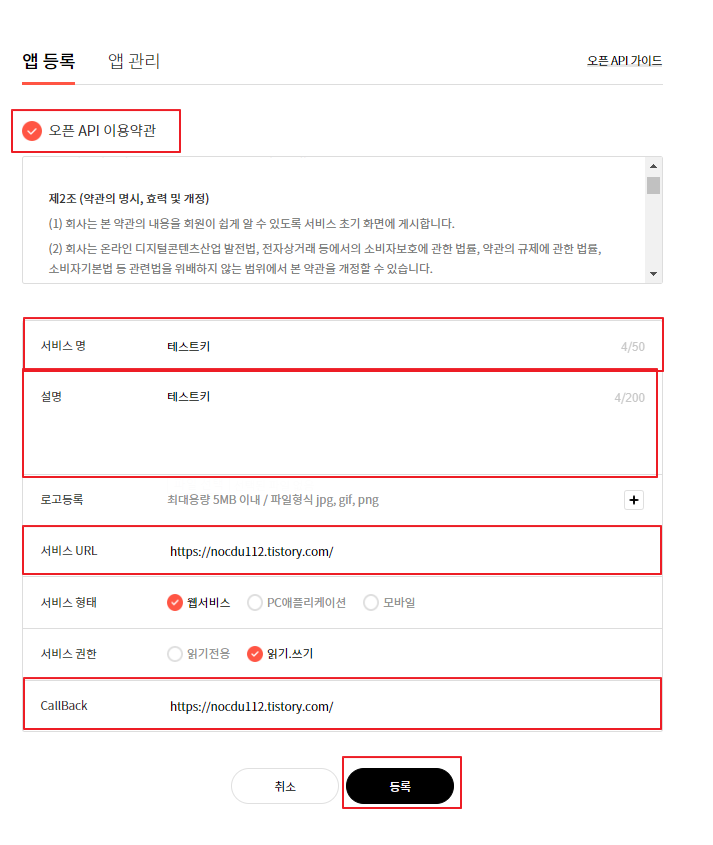 앱 등록 앱 관리 오픈 API 가이드
오픈 API 이용약관
제2조 (약관의 명시, 효력 및 개정)
(1) 회사는 본 약관의 내용을 회원이 쉽게 알 수 있도록 서비스 초기 화면에 게시합니다.
(2) 회사는 온라인 디지털콘텐츠산업 발전법, 전자상거래 등에서의 소비자보호에 관한 법률, 약관의 규제에 관한 법률,
소비자기본법 등 관련법을 위배하지 않는 범위에서 본 약관을 개정할 수 있습니다.
서비스 명 테스트키 4/50
설명 테스트키 4/200
로고등록 최대용량 5MB 이내 / 파일형식 jpg, gif, png
서비스 URL https://nocdu112.tistory.com/
서비스 형태 웹서비스 PC애플리케이션 모바일
서비스 권한 읽기전용 읽기.쓰기
CallBack https://nocdu112.tistory.com/
취소 등록